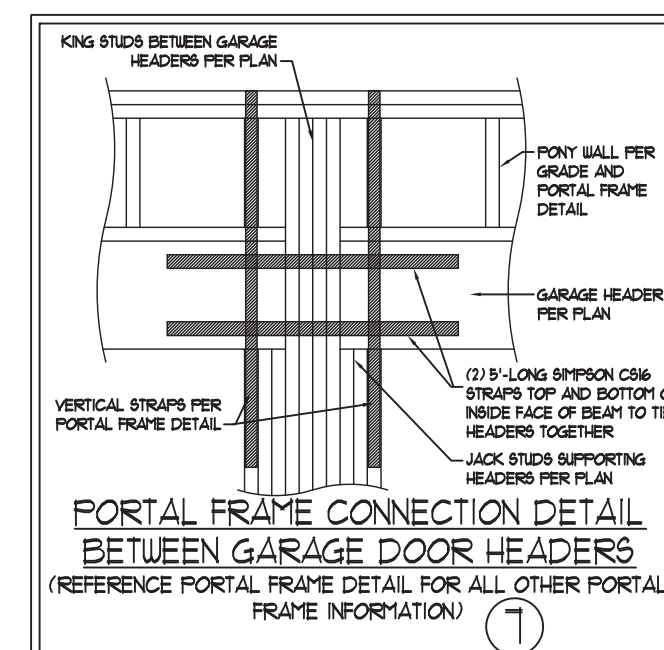 KING STUDS BETWEEN GARAGE
HEADERS PER PLAN
PONY WALL PER
GRADE AND
PORTAL FRAME
DETAIL
GARAGE HEADER
PER PLAN
(2) 5'-LONG SIMPSON CS16
STRAPS TOP AND BOTTOM
INSIDE FACE OF BEAM TO
HEADERS TOGETHER
VERTICAL STRAPS PER
PORTAL FRAME DETAIL
JACK STUDS SUPPORTING
HEADERS PER PLAN
PORTAL FRAME CONNECTION DETAIL
BETWEEN GARAGE DOOR HEADERS
(REFERENCE PORTAL FRAME DETAIL FOR ALL OTHER PORTAL
FRAME INFORMATION)
7